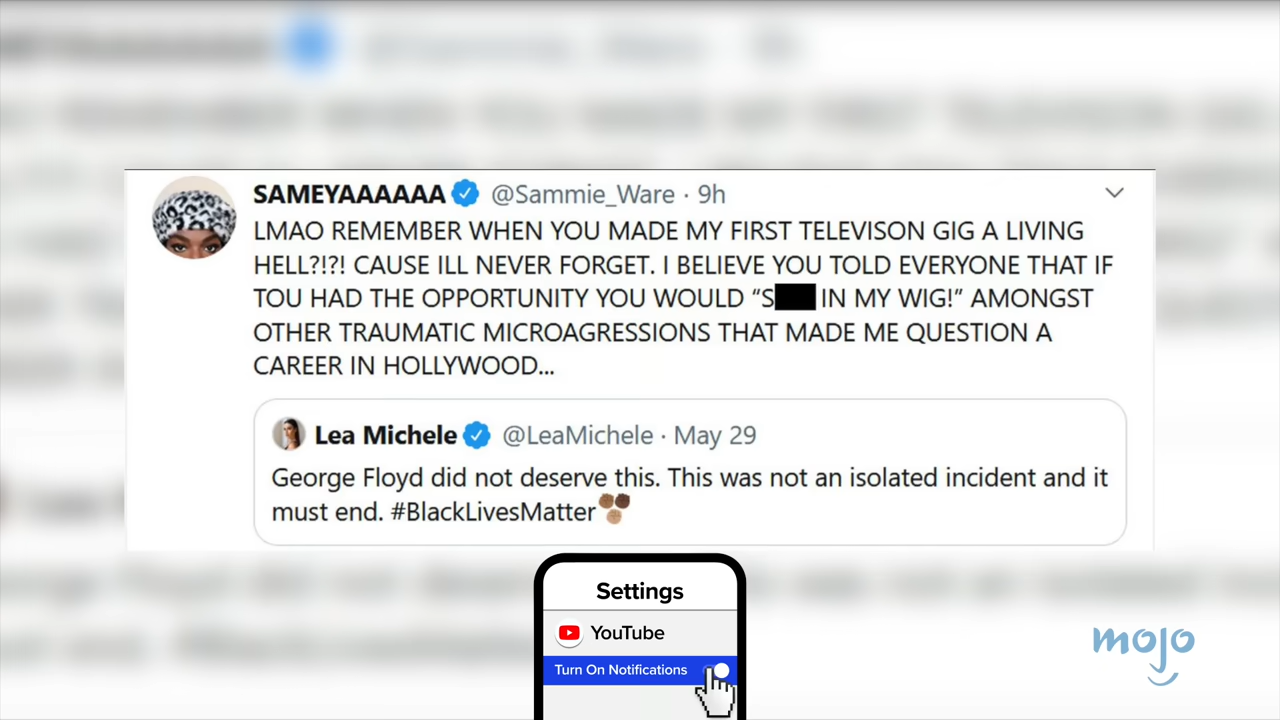 SAMEYAAAAAA @Sammie_Ware · 9h
LMAO REMEMBER WHEN YOU MADE MY FIRST TELEVISON GIG A LIVING
HELL?!?! CAUSE ILL NEVER FORGET. I BELIEVE YOU TOLD EVERYONE THAT IF
TOU HAD THE OPPORTUNITY YOU WOULD “S IN MY WIG!” AMONGST
OTHER TRAUMATIC MICROAGRESSIONS THAT MADE ME QUESTION A
CAREER IN HOLLYWOOD...
Lea Michele @LeaMichele · May 29
George Floyd did not deserve this. This was not an isolated incident and it
must end. #BlackLivesMatter
Settings
YouTube
Turn On Notifications
mojo